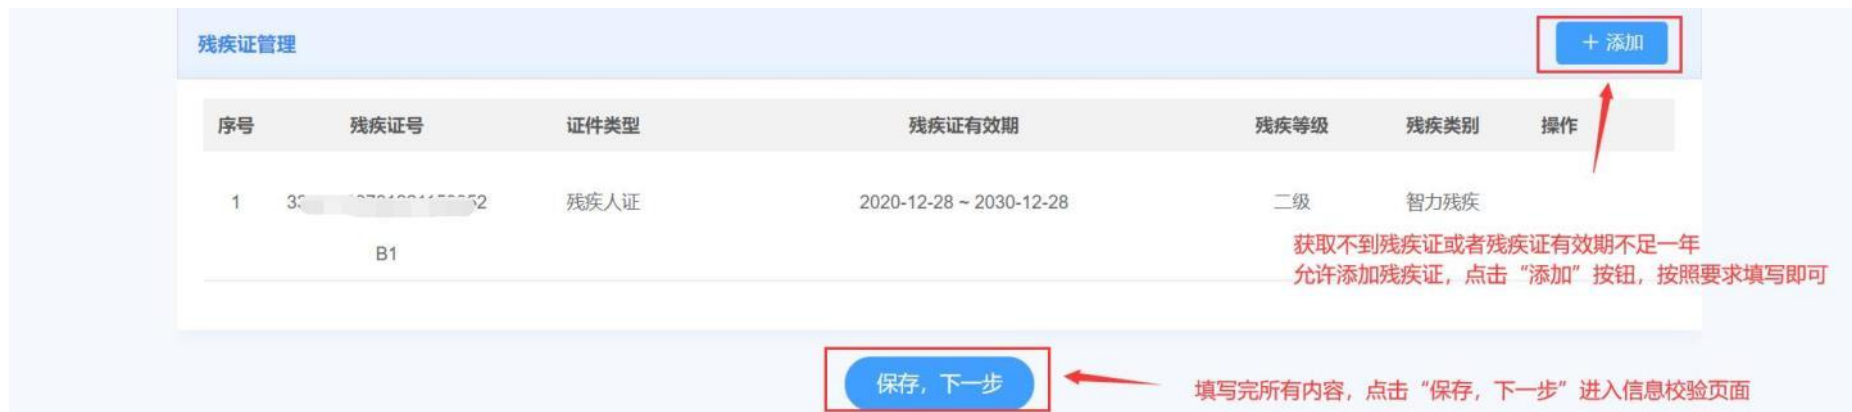 残疾证管理
+ 添加
序号 残疾证号 证件类型 残疾证有效期 残疾等级 残疾类别 操作
1 残疾人证 2020-12-28 ~ 2030-12-28 二级 智力残疾
B1
获取不到残疾证或者残疾证有效期不足一年
允许添加残疾证，点击“添加”按钮，按照要求填写即可
保存，下一步
填写完所有内容，点击“保存，下一步”进入信息校验页面